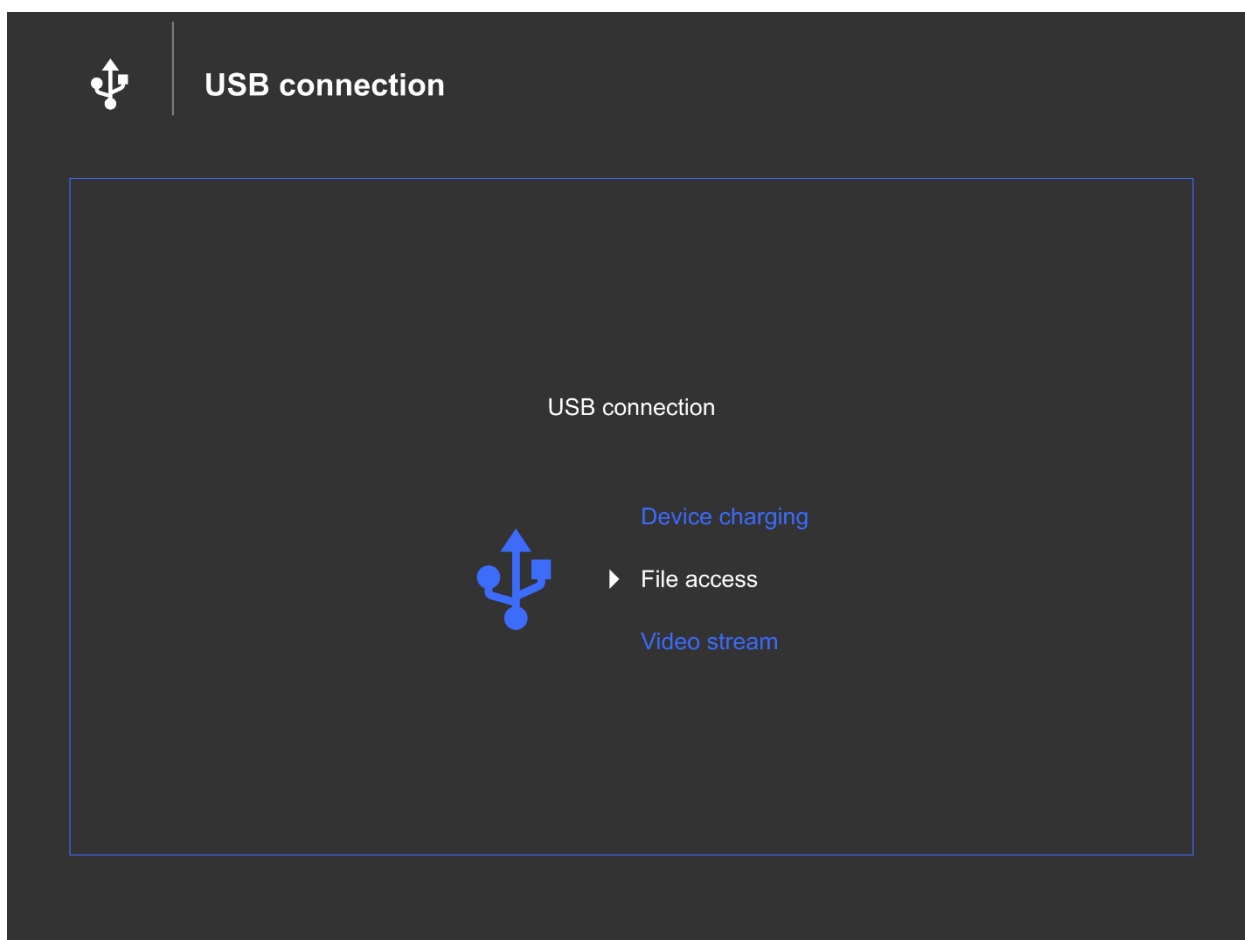 USB connection
USB connection
Device charging
File access
Video stream